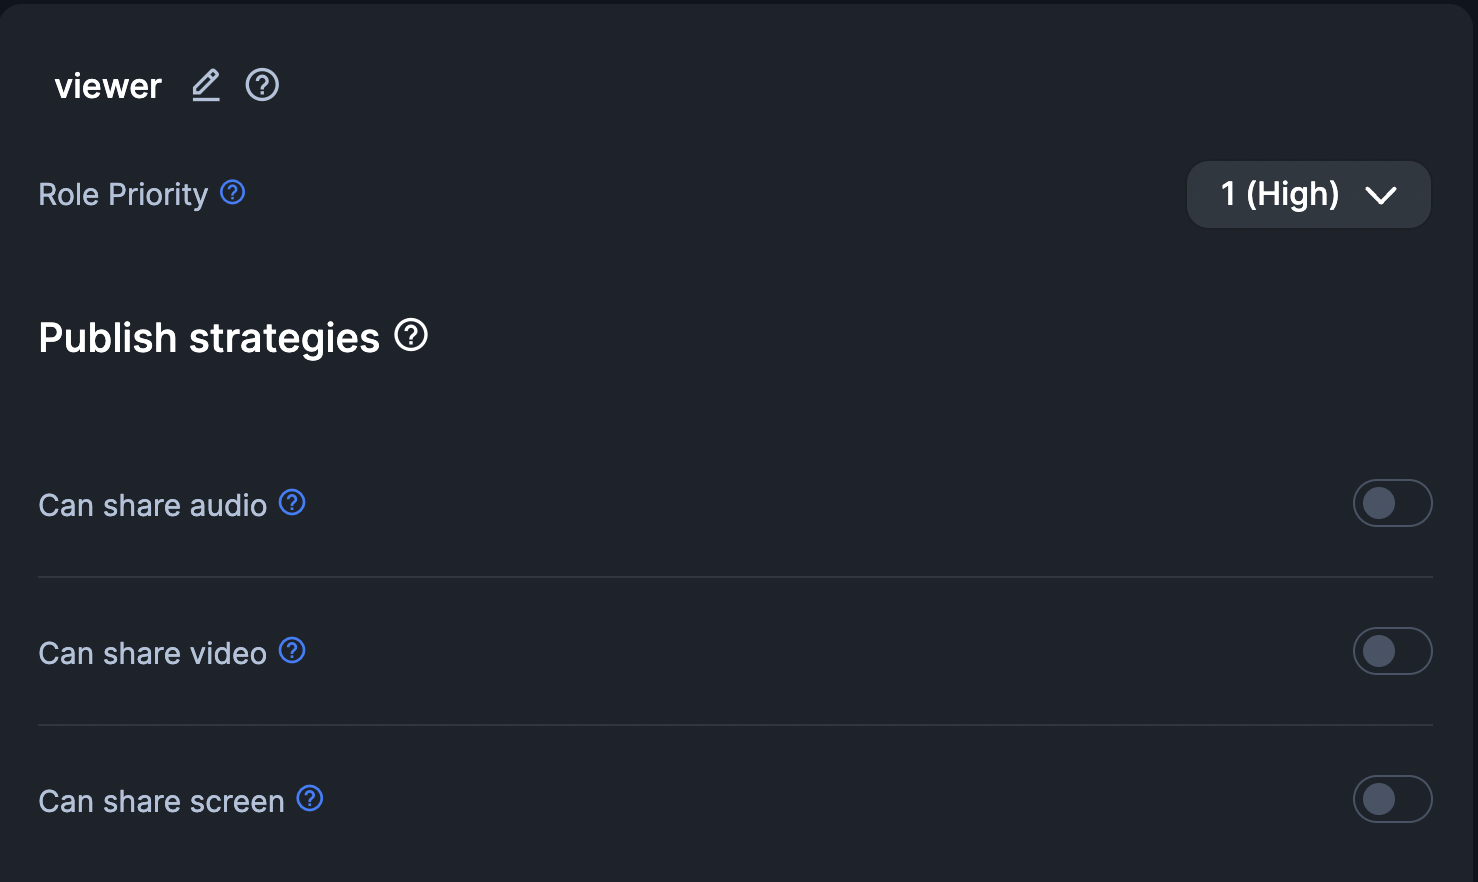 viewer
Role Priority
1 (High)
Publish strategies
Can share audio
Can share video
Can share screen